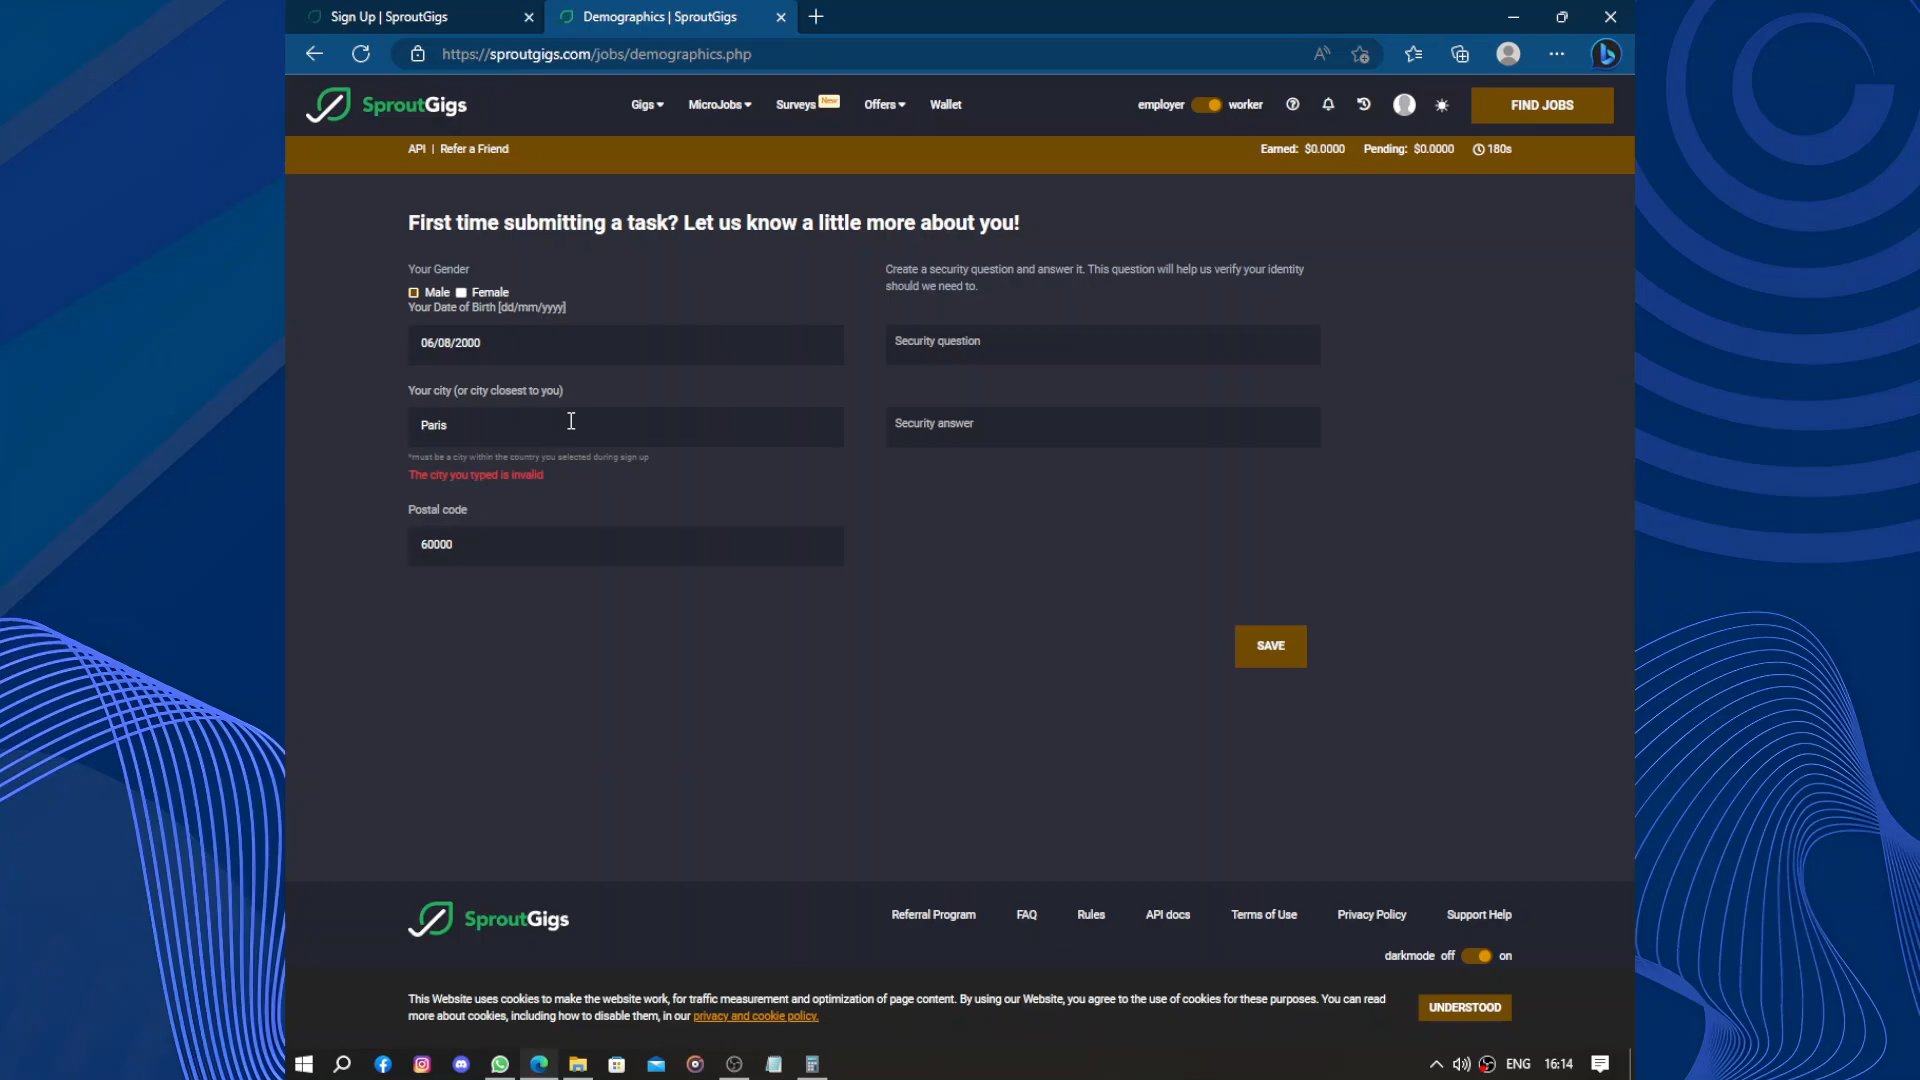 Sign Up | SproutGigs
Demographics | SproutGigs
https://sproutgigs.com/jobs/demographics.php
SproutGigs
Gigs
MicroJobs
Surveys New
Offers
Wallet
employer
worker
FIND JOBS
API | Refer a Friend
Earned: $0.0000
Pending: $0.0000
180s
First time submitting a task? Let us know a little more about you!
Your Gender
Male
Female
Your Date of Birth [dd/mm/yyyy]
06/08/2000
Your city (or city closest to you)
Paris
*must be a city within the country you selected during sign up
The city you typed is invalid
Postal code
60000
Create a security question and answer it. This question will help us verify your identity
should we need to.
Security question
Security answer
SAVE
SproutGigs
Referral Program
FAQ
Rules
API docs
Terms of Use
Privacy Policy
Support Help
darkmode off
on
This Website uses cookies to make the website work, for traffic measurement and optimization of page content. By using our Website, you agree to the use of cookies for these purposes. You can read
more about cookies, including how to disable them, in our privacy and cookie policy.
UNDERSTOOD
ENG
16:14